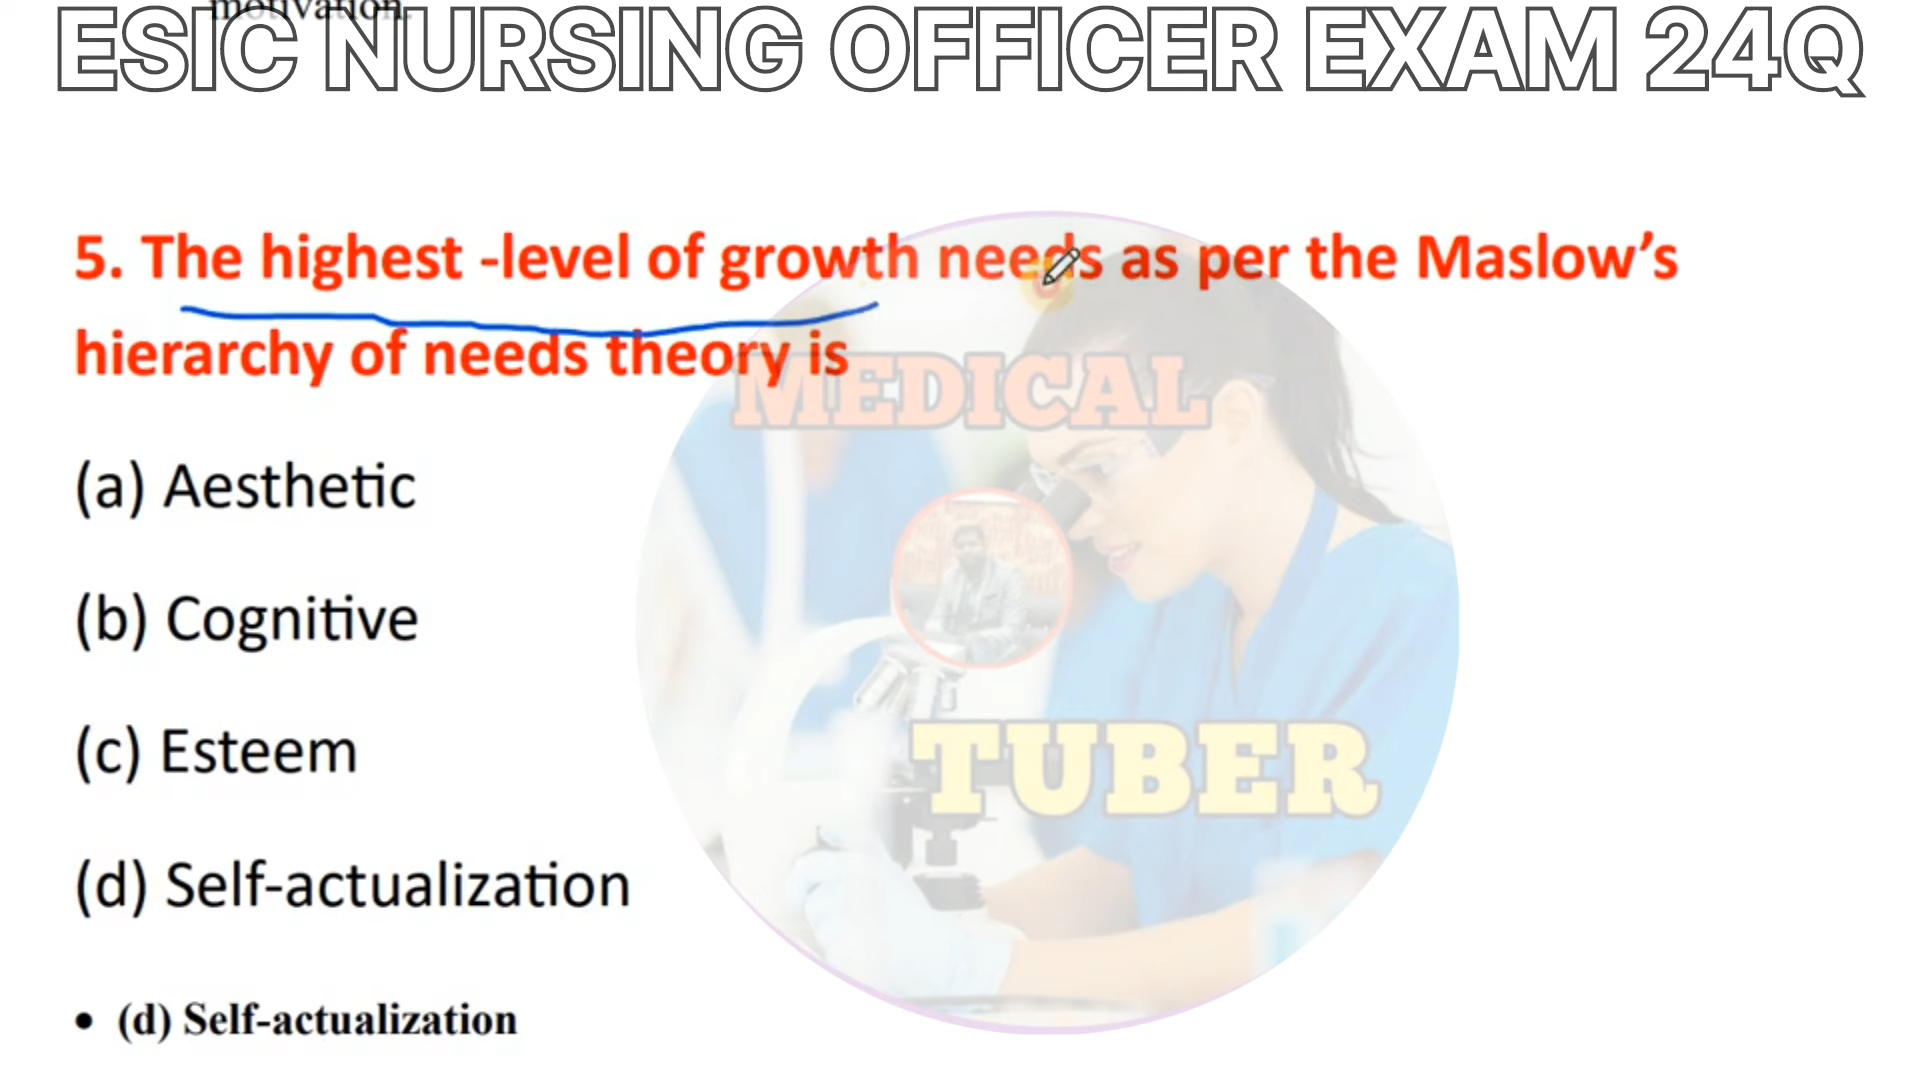 motivation.
ESIC NURSING OFFICER EXAM 24Q
5. The highest -level of growth needs as per the Maslow’s
hierarchy of needs theory is
MEDICAL
(a) Aesthetic
(b) Cognitive
(c) Esteem
TUBER
(d) Self-actualization
• (d) Self-actualization